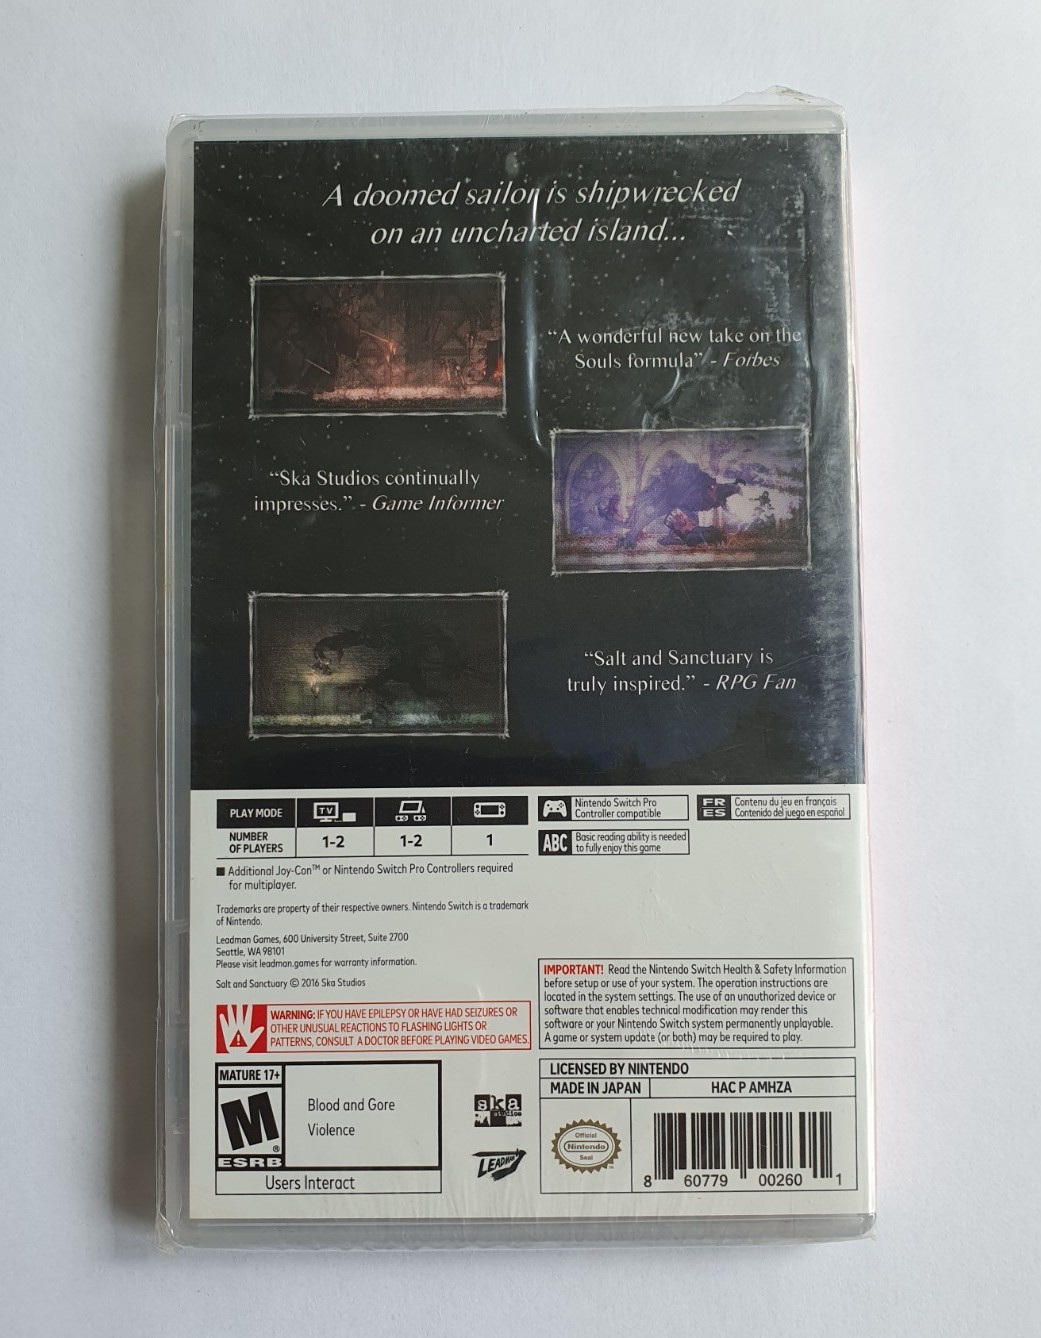 A doomed sailor is shipwrecked
on an uncharted island...
“A wonderful new take on the
Souls formula” - Forbes
“Ska Studios continually
impresses.” - Game Informer
“Salt and Sanctuary is
truly inspired.” - RPG Fan
PLAY MODE
TV
NUMBER
OF PLAYERS
1-2
1-2
1
Nintendo Switch Pro
Controller compatible
FR
ES
Contenu du jeu en français
Contenido del juego en español
ABC
Basic reading ability is needed
to fully enjoy this game
■ Additional Joy-Con™ or Nintendo Switch Pro Controllers required
for multiplayer.
Trademarks are property of their respective owners. Nintendo Switch is a trademark
of Nintendo.
Leadman Games, 600 University Street, Suite 2700
Seattle, WA 98101
Please visit leadman.games for warranty information.
Salt and Sanctuary © 2016 Ska Studios
WARNING: IF YOU HAVE EPILEPSY OR HAVE HAD SEIZURES OR
OTHER UNUSUAL REACTIONS TO FLASHING LIGHTS OR
PATTERNS, CONSULT A DOCTOR BEFORE PLAYING VIDEO GAMES.
IMPORTANT! Read the Nintendo Switch Health & Safety Information
before setup or use of your system. The operation instructions are
located in the system settings. The use of an unauthorized device or
software that enables technical modification may render this
software or your Nintendo Switch system permanently unplayable.
A game or system update (or both) may be required to play.
MATURE 17+
M
®
ESRB
Blood and Gore
Violence
Users Interact
ska
studios
LEADMAN
LICENSED BY NINTENDO
MADE IN JAPAN
HAC P AMHZA
Official
Nintendo
Seal
8 60779 00260 1